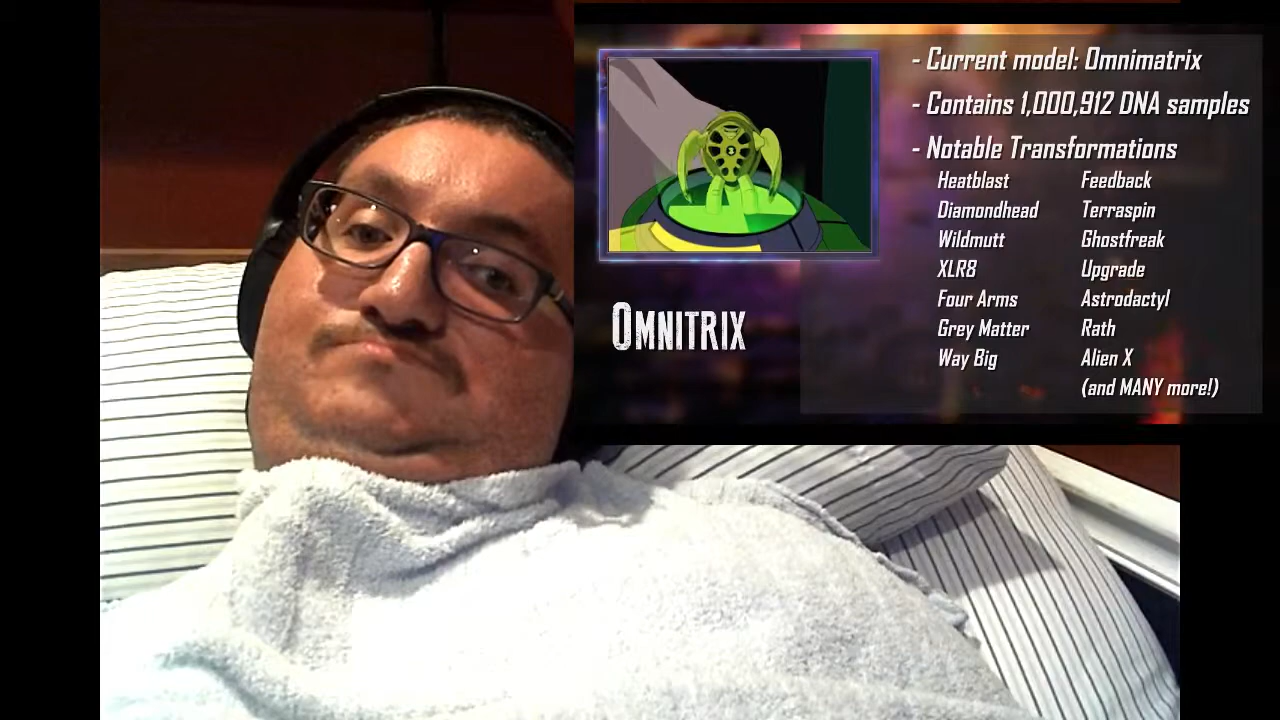 - Current model: Omnimatrix
- Contains 1,000,912 DNA samples
- Notable Transformations
Heatblast
Diamondhead
Wildmutt
XLR8
Four Arms
Grey Matter
Way Big
Feedback
Terraspin
Ghostfreak
Upgrade
Astrodactyl
Rath
Alien X
(and MANY more!)
Omnitrix